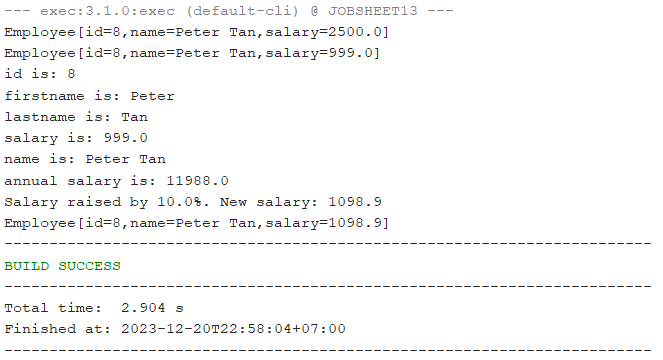 --- exec:3.1.0:exec (default-cli) @ JOBSHEET13 ---
Employee[id=8,name=Peter Tan,salary=2500.0]
Employee[id=8,name=Peter Tan,salary=999.0]
id is: 8
firstname is: Peter
lastname is: Tan
salary is: 999.0
name is: Peter Tan
annual salary is: 11988.0
Salary raised by 10.0%. New salary: 1098.9
Employee[id=8,name=Peter Tan,salary=1098.9]
------------------------------------------------------------------------
BUILD SUCCESS
------------------------------------------------------------------------
Total time:  2.904 s
Finished at: 2023-12-20T22:58:04+07:00
------------------------------------------------------------------------